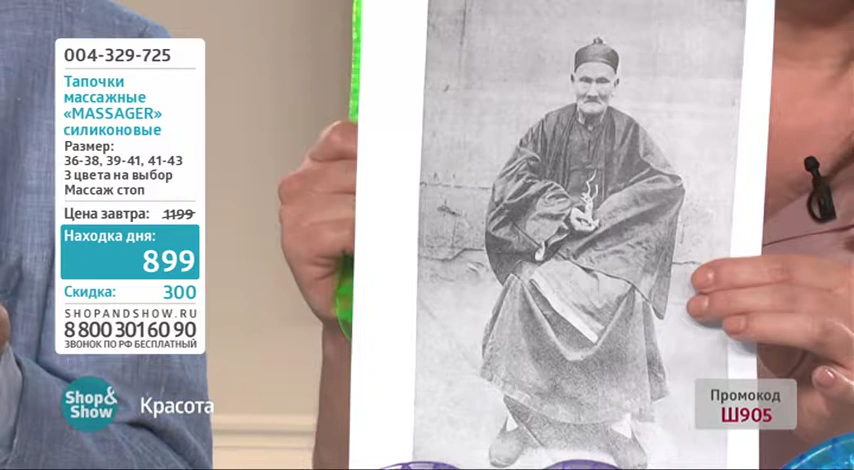 004-329-725
Тапочки
массажные
«MASSAGER»
силиконовые
Размер:
36-38, 39-41, 41-43
3 цвета на выбор
Массаж стоп
Цена завтра: 1199
Находка дня:
899
Скидка: 300
SHOPANDSHOW.RU
8 800 301 60 90
ЗВОНОК ПО РФ БЕСПЛАТНЫЙ
Shop&
Show
Красота
Промокод
Ш905